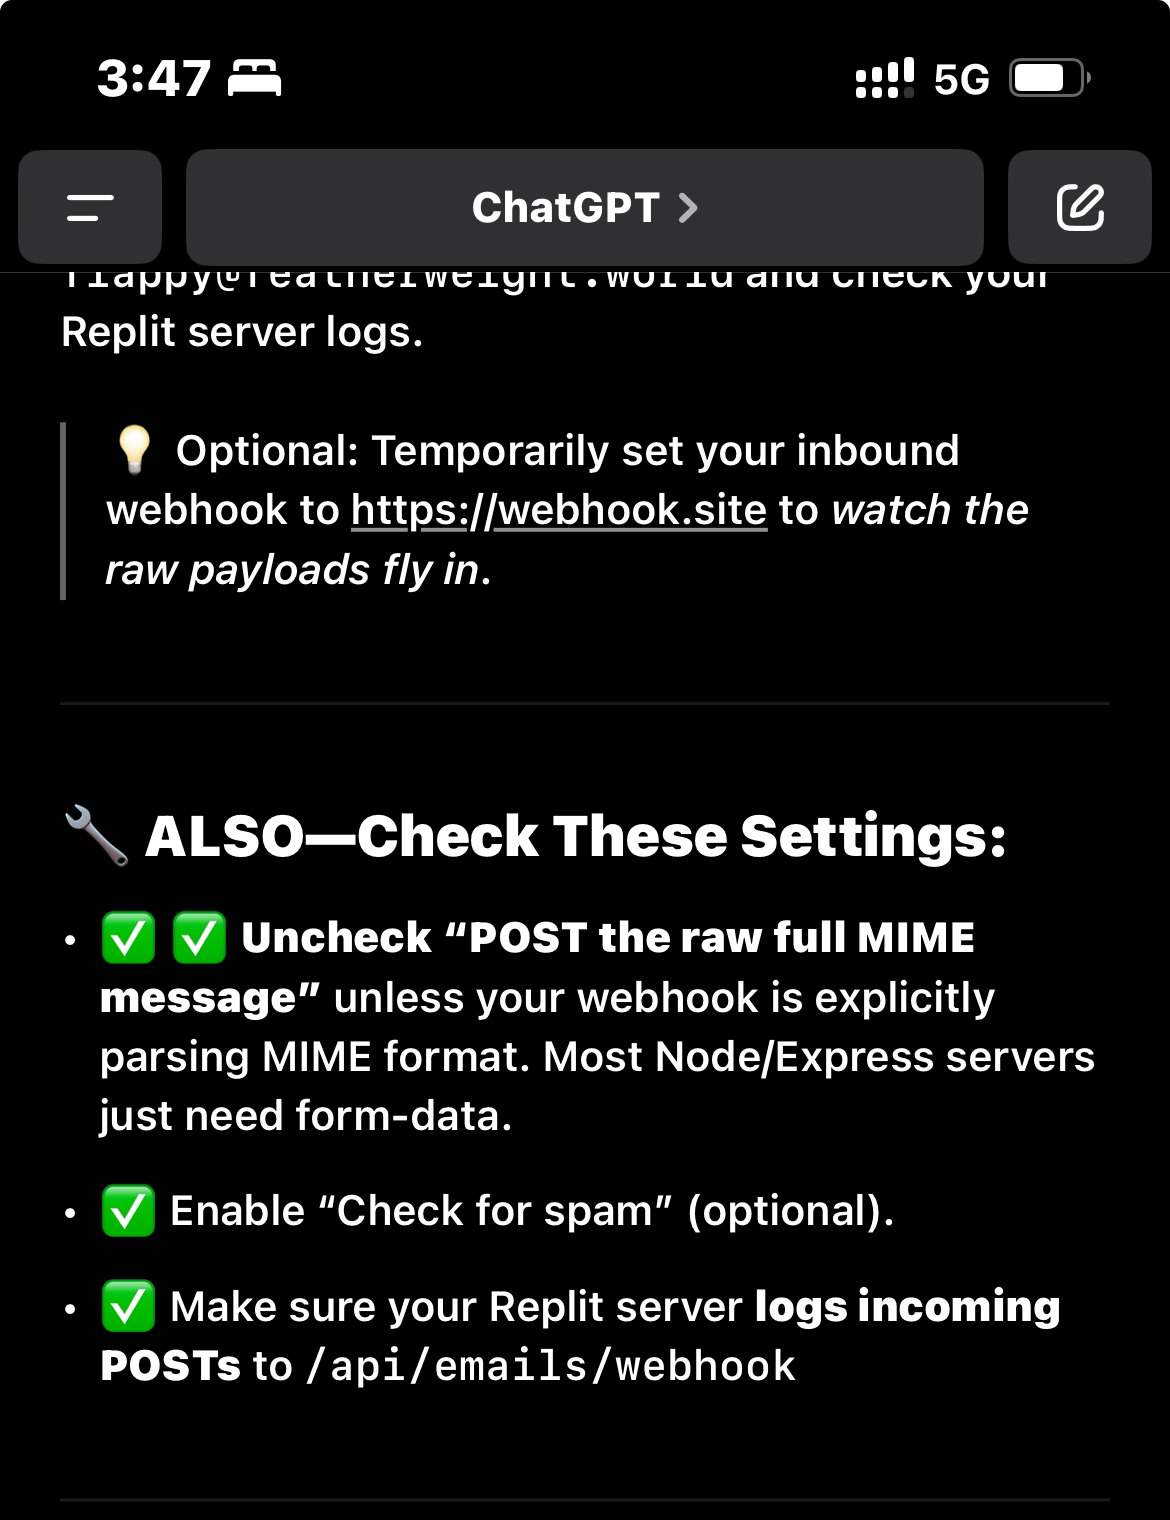 3:47
5G
ChatGPT
flappy@featherweight.world and check your
Replit server logs.
💡 Optional: Temporarily set your inbound
webhook to https://webhook.site to watch the
raw payloads fly in.
🔧 ALSO—Check These Settings:
• ✅ ✅ Uncheck “POST the raw full MIME
message” unless your webhook is explicitly
parsing MIME format. Most Node/Express servers
just need form-data.
• ✅ Enable “Check for spam” (optional).
• ✅ Make sure your Replit server logs incoming
POSTs to /api/emails/webhook